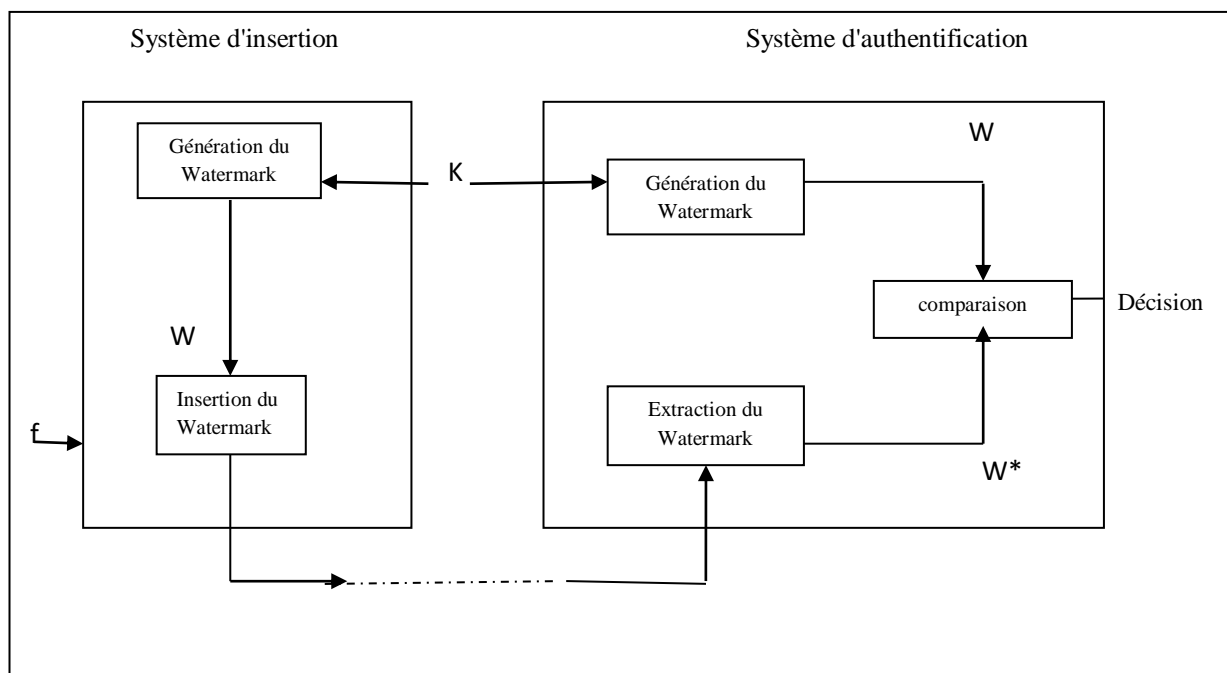 Système d'insertion
Système d'authentification
Génération du
Watermark
K
Génération du
Watermark
W
W
comparaison
Décision
Insertion du
Watermark
f
Extraction du
Watermark
W*